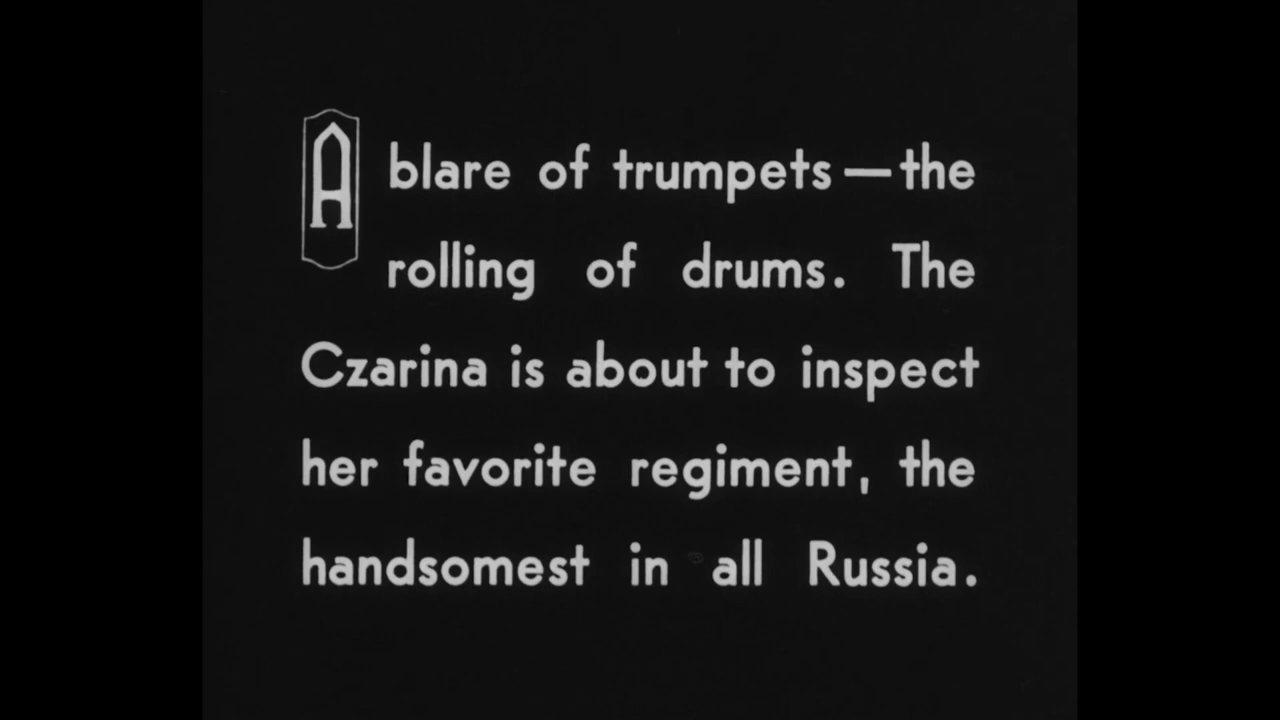 A blare of trumpets—the
rolling of drums. The
Czarina is about to inspect
her favorite regiment, the
handsomest in all Russia.